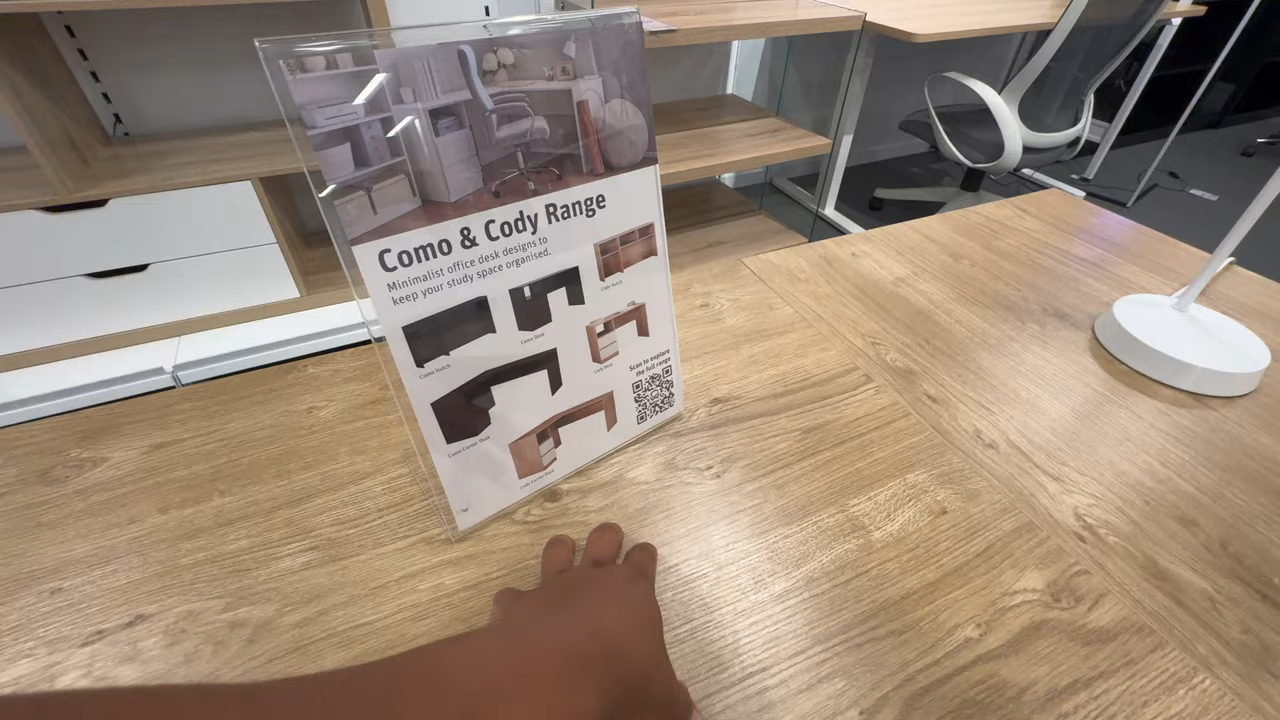 Como & Cody Range
Minimalist office desk designs to
keep your study space organised.
Cody Hutch
Como Desk
Como Hutch
Cody Desk
Scan to explore
the full range
Como Corner Desk
Cody Corner Desk